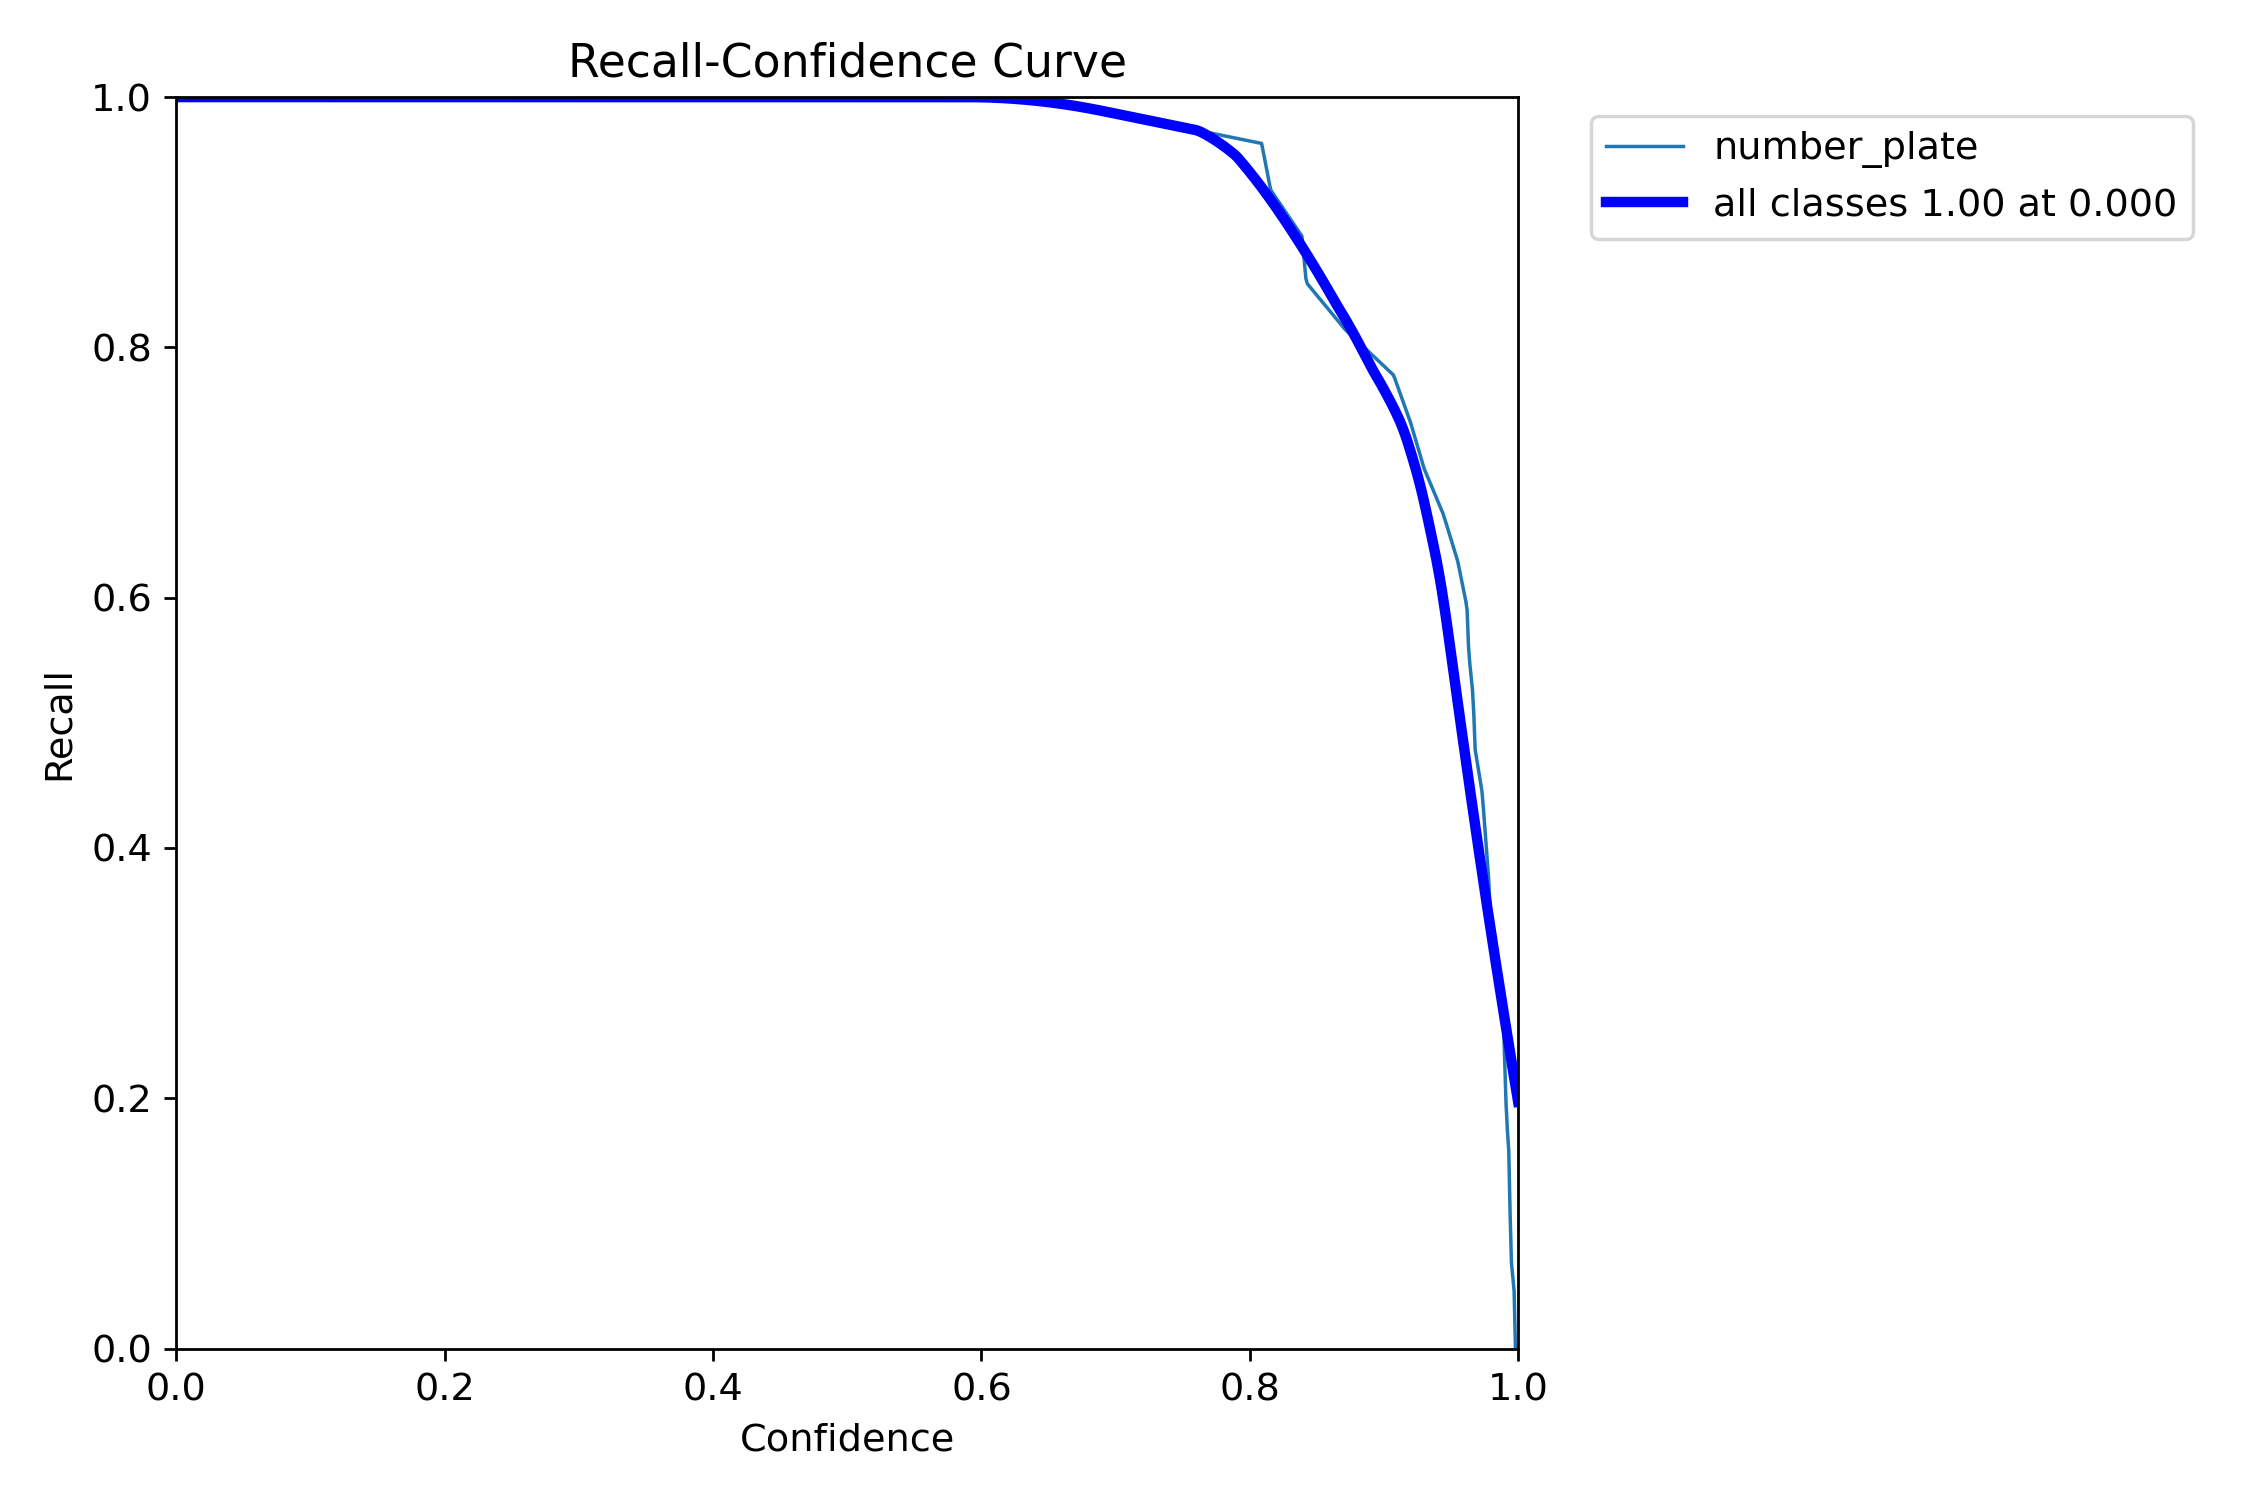 Recall-Confidence Curve
1.0
0.8
0.6
0.4
0.2
0.0
Recall
0.0 0.2 0.4 0.6 0.8 1.0
Confidence
number_plate
all classes 1.00 at 0.000